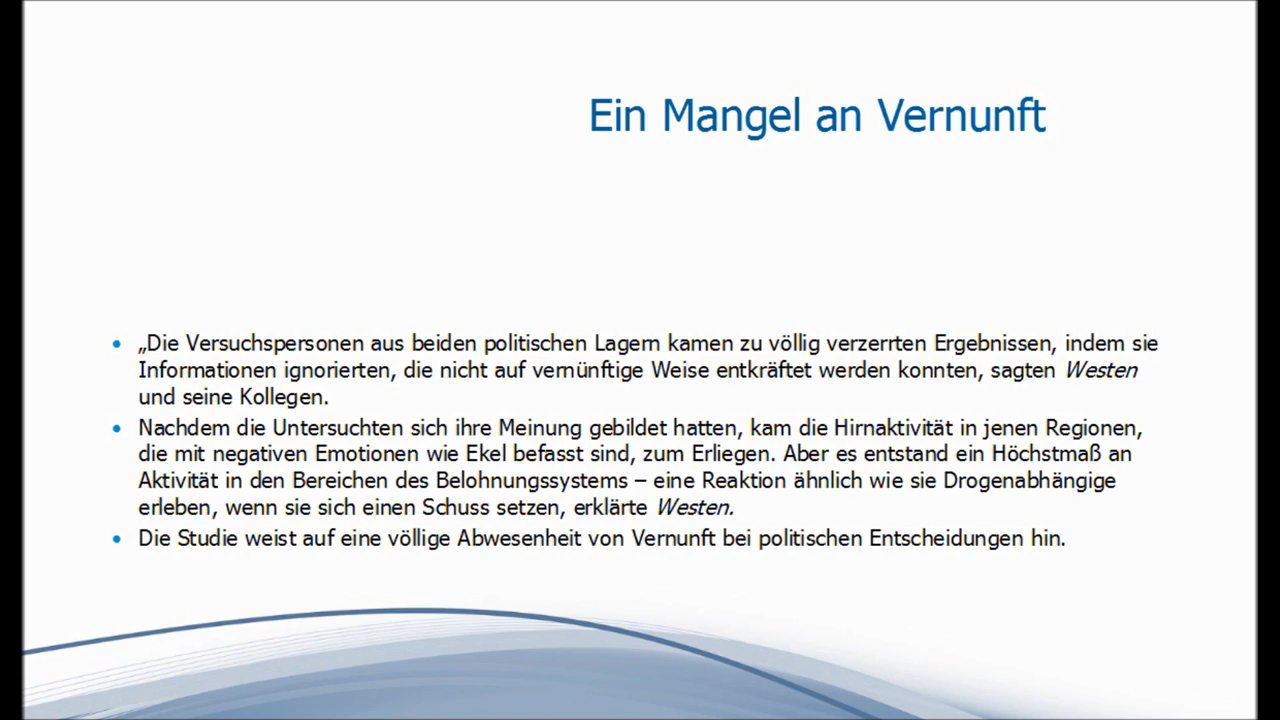 Ein Mangel an Vernunft
• „Die Versuchspersonen aus beiden politischen Lagern kamen zu völlig verzerrten Ergebnissen, indem sie
Informationen ignorierten, die nicht auf vernünftige Weise entkräftet werden konnten, sagten Westen
und seine Kollegen.
• Nachdem die Untersuchten sich ihre Meinung gebildet hatten, kam die Hirnaktivität in jenen Regionen,
die mit negativen Emotionen wie Ekel befasst sind, zum Erliegen. Aber es entstand ein Höchstmaß an
Aktivität in den Bereichen des Belohnungssystems – eine Reaktion ähnlich wie sie Drogenabhängige
erleben, wenn sie sich einen Schuss setzen, erklärte Westen.
• Die Studie weist auf eine völlige Abwesenheit von Vernunft bei politischen Entscheidungen hin.